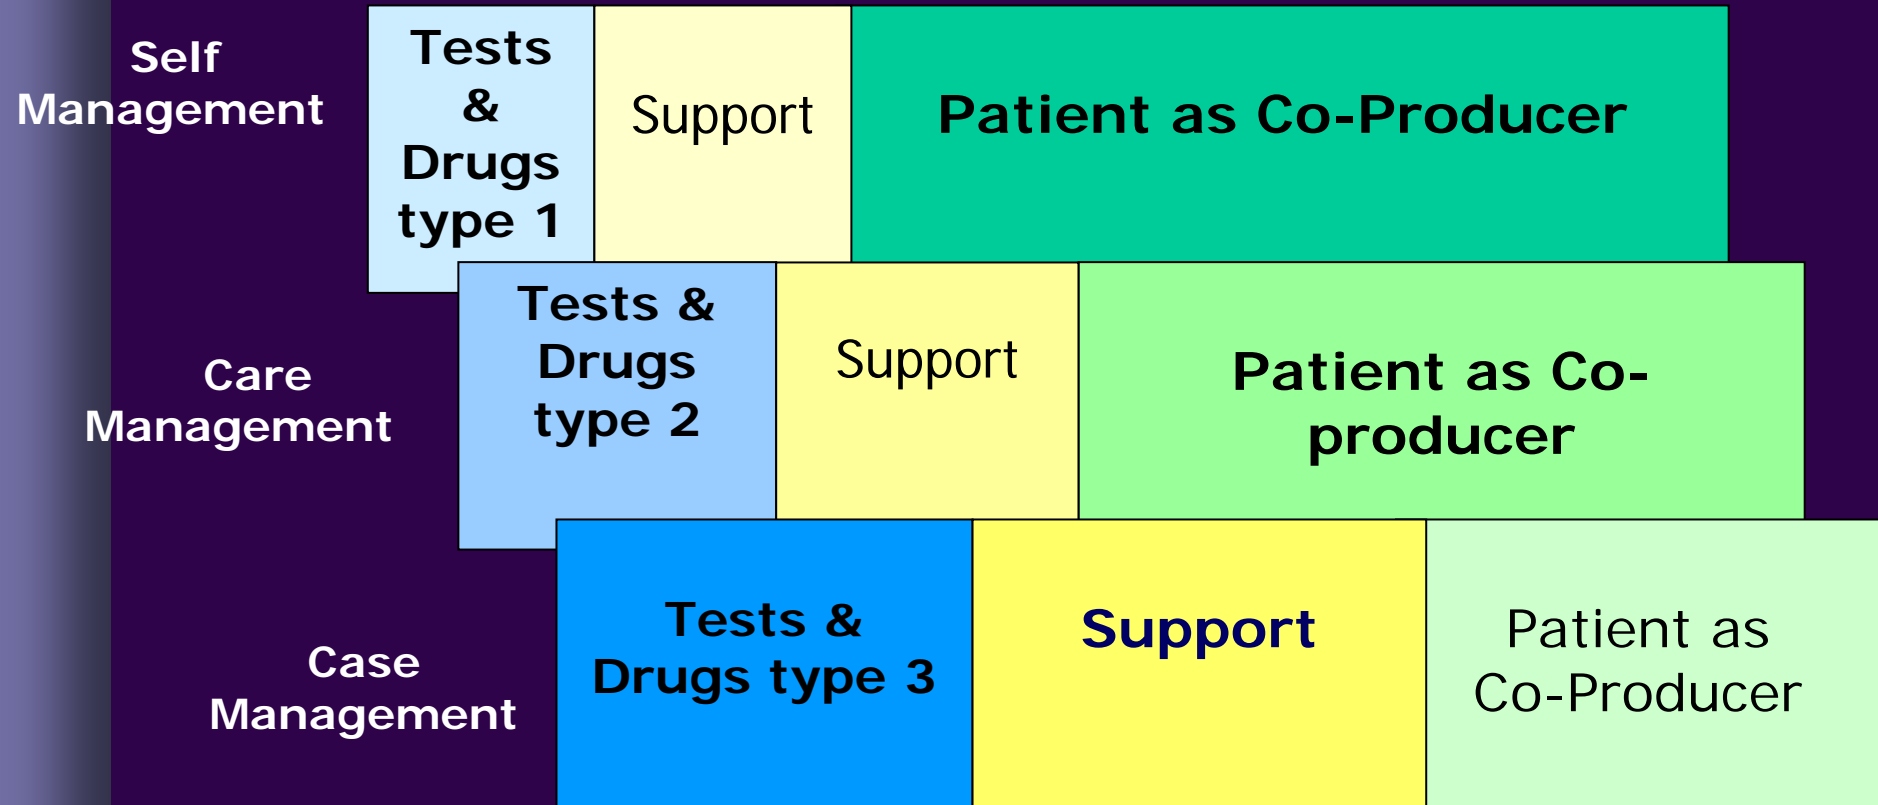 Self
Management
Tests
&
Drugs
type 1
Support
Patient as Co-Producer
Care
Management
Tests &
Drugs
type 2
Support
Patient as Co-
producer
Case
Management
Tests &
Drugs type 3
Support
Patient as
Co-Producer